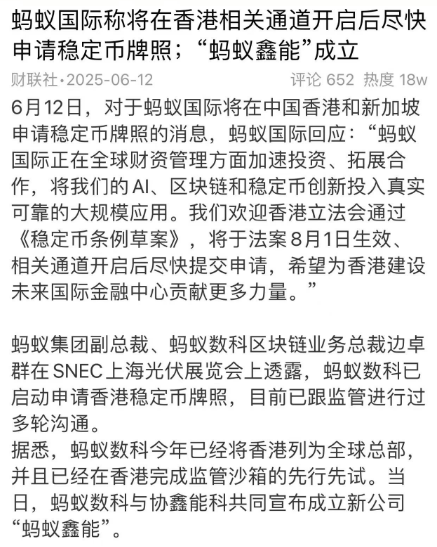 蚂蚁国际称将在香港相关通道开启后尽快
申请稳定币牌照；“蚂蚁鑫能”成立
财联社•2025-06-12 评论 652 热度 18w
6月12日，对于蚂蚁国际将在中国香港和新加坡
申请稳定币牌照的消息，蚂蚁国际回应：“蚂蚁
国际正在全球财资管理方面加速投资、拓展合
作，将我们的AI、区块链和稳定币创新投入真实
可靠的大规模应用。我们欢迎香港立法会通过
《稳定币条例草案》，将于法案8月1日生效、
相关通道开启后尽快提交申请，希望为香港建设
未来国际金融中心贡献更多力量。”
蚂蚁集团副总裁、蚂蚁数科区块链业务总裁边卓
群在SNEC上海光伏展览会上透露，蚂蚁数科已
启动申请香港稳定币牌照，目前已跟监管进行过
多轮沟通。
据悉，蚂蚁数科今年已经将香港列为全球总部，
并且已经在香港完成监管沙箱的先行先试。当
日，蚂蚁数科与协鑫能科共同宣布成立新公司
“蚂蚁鑫能”。